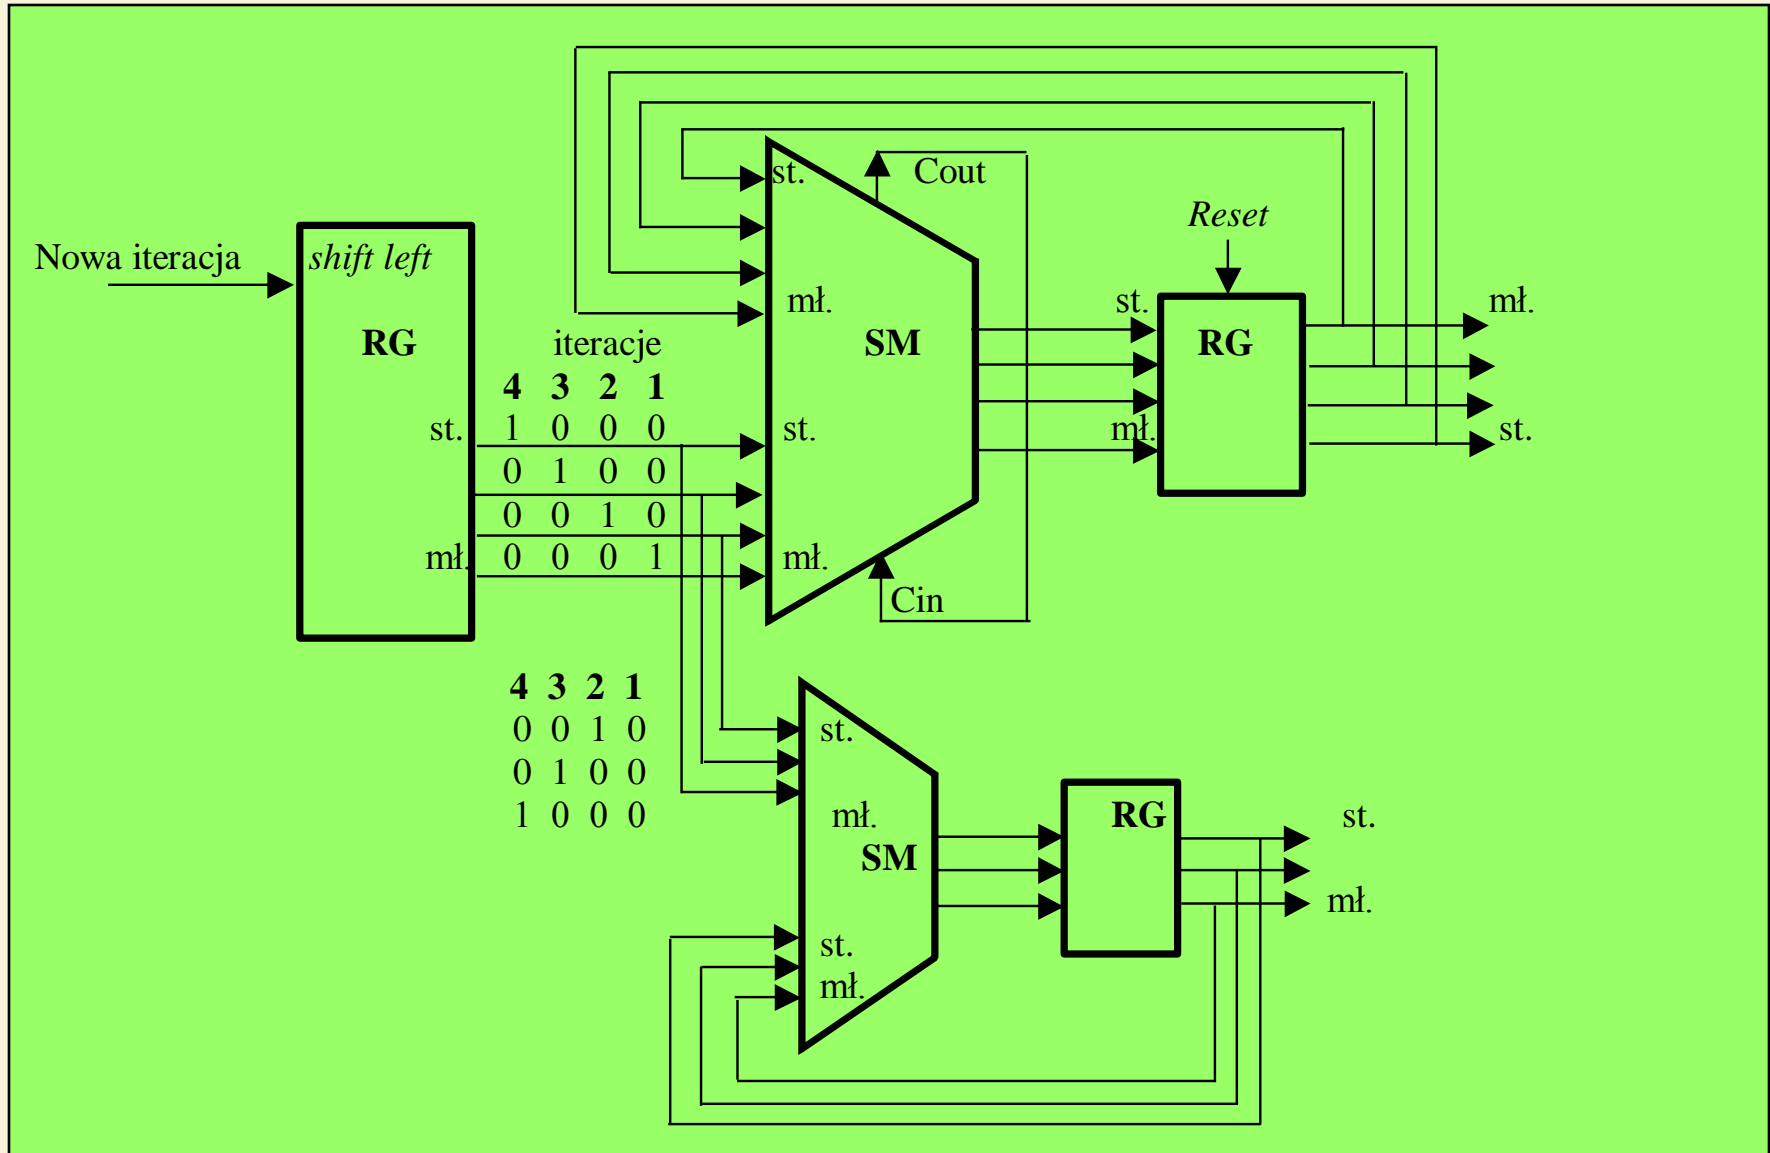 Cout
st.
Reset
Nowa iteracja
shift left
mł.
st.
mł.
RG
iteracje
SM
RG
4 3 2 1
st.
1 0 0 0
st.
mł.
st.
0 1 0 0
0 0 1 0
mł.
0 0 0 1
mł.
Cin
4 3 2 1
0 0 1 0
st.
0 1 0 0
1 0 0 0
mł.
RG
st.
SM
mł.
st.
mł.